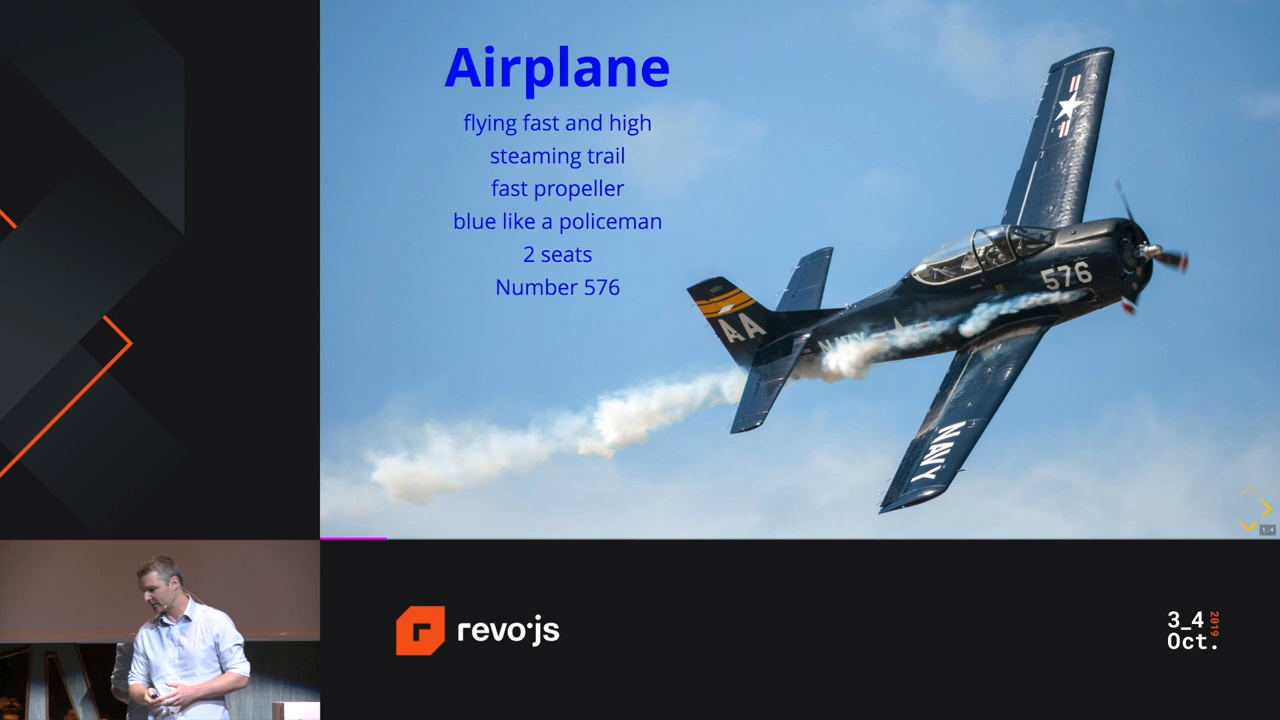 Airplane
flying fast and high
steaming trail
fast propeller
blue like a policeman
2 seats
Number 576
576
AA
NAVY
NAVY
r revo·js
3_4 2019
Oct.